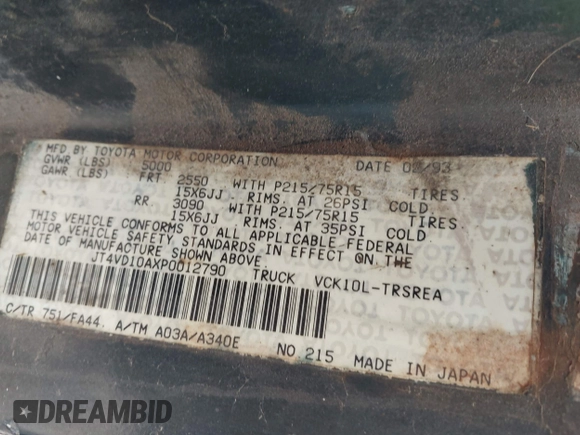 MFD BY TOYOTA MOTOR CORPORATION DATE 02/93
GVWR (LBS) 5000
GAWR (LBS) FRT. 2550 WITH P215/75R15 TIRES
15X6JJ . RIMS. AT 26PSI COLD
RR 3090 WITH P215/75R15 TIRES
15X6JJ . RIMS. AT 35PSI COLD
THIS VEHICLE CONFORMS TO ALL APPLICABLE FEDERAL
MOTOR VEHICLE SAFETY STANDARDS IN EFFECT ON THE
DATE OF MANUFACTURE SHOWN ABOVE.
JT4VD10AXP0012790 TRUCK VCK10L-TRSREA
C/TR 751/FA44. A/TM A03A/A340E NO 215 MADE IN JAPAN
DREAMBID